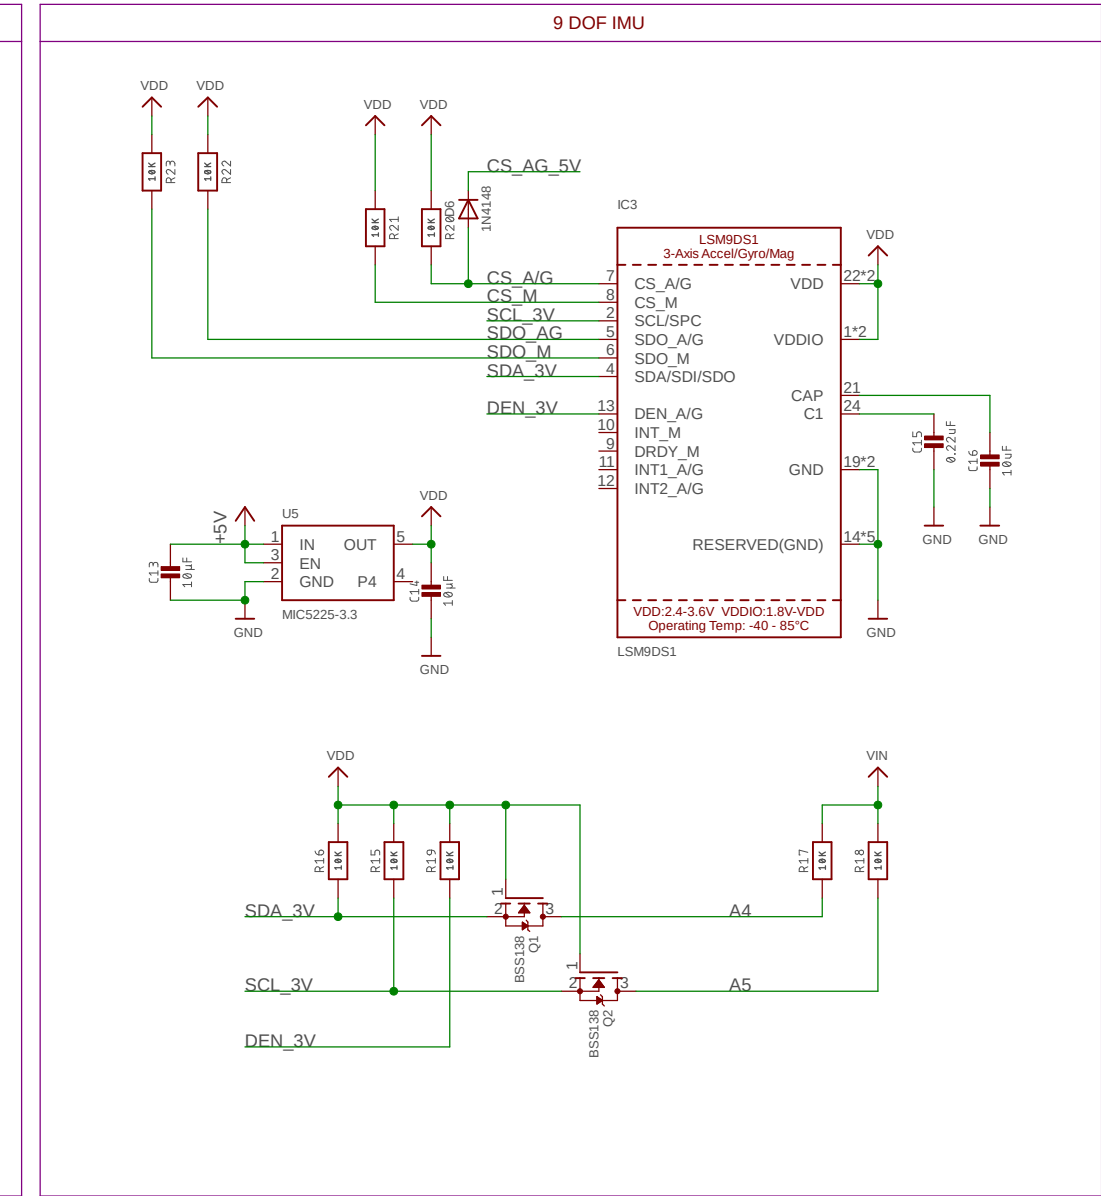 9 DOF IMU
VDD
VDD
VDD
VDD
10K
R23
10K
R22
10K
R21
10K
R20
D6
1N4148
CS_AG_5V
IC3
LSM9DS1
3-Axis Accel/Gyro/Mag
VDD
CS_A/G
7
CS_A/G
VDD
22*2
CS_M
8
CS_M
SCL_3V
2
SCL/SPC
SDO_AG
5
SDO_A/G
VDDIO
1*2
SDO_M
6
SDO_M
SDA_3V
4
SDA/SDI/SDO
CAP
21
DEN_3V
13
DEN_A/G
C1
24
10
INT_M
9
DRDY_M
11
INT1_A/G
GND
19*2
12
INT2_A/G
C15
0.22uF
C16
10uF
GND
GND
RESERVED(GND)
14*5
VDD:2.4-3.6V VDDIO:1.8V-VDD
Operating Temp: -40 - 85°C
GND
LSM9DS1
+5V
U5
VDD
1
IN
OUT
5
3
EN
2
GND
P4
4
C13
10µF
C14
10µF
MIC5225-3.3
GND
GND
VDD
VIN
R16
10K
R15
10K
R19
10K
R17
10K
R18
10K
SDA_3V
1
2
3
A4
BSS138
Q1
SCL_3V
1
2
3
A5
BSS138
Q2
DEN_3V